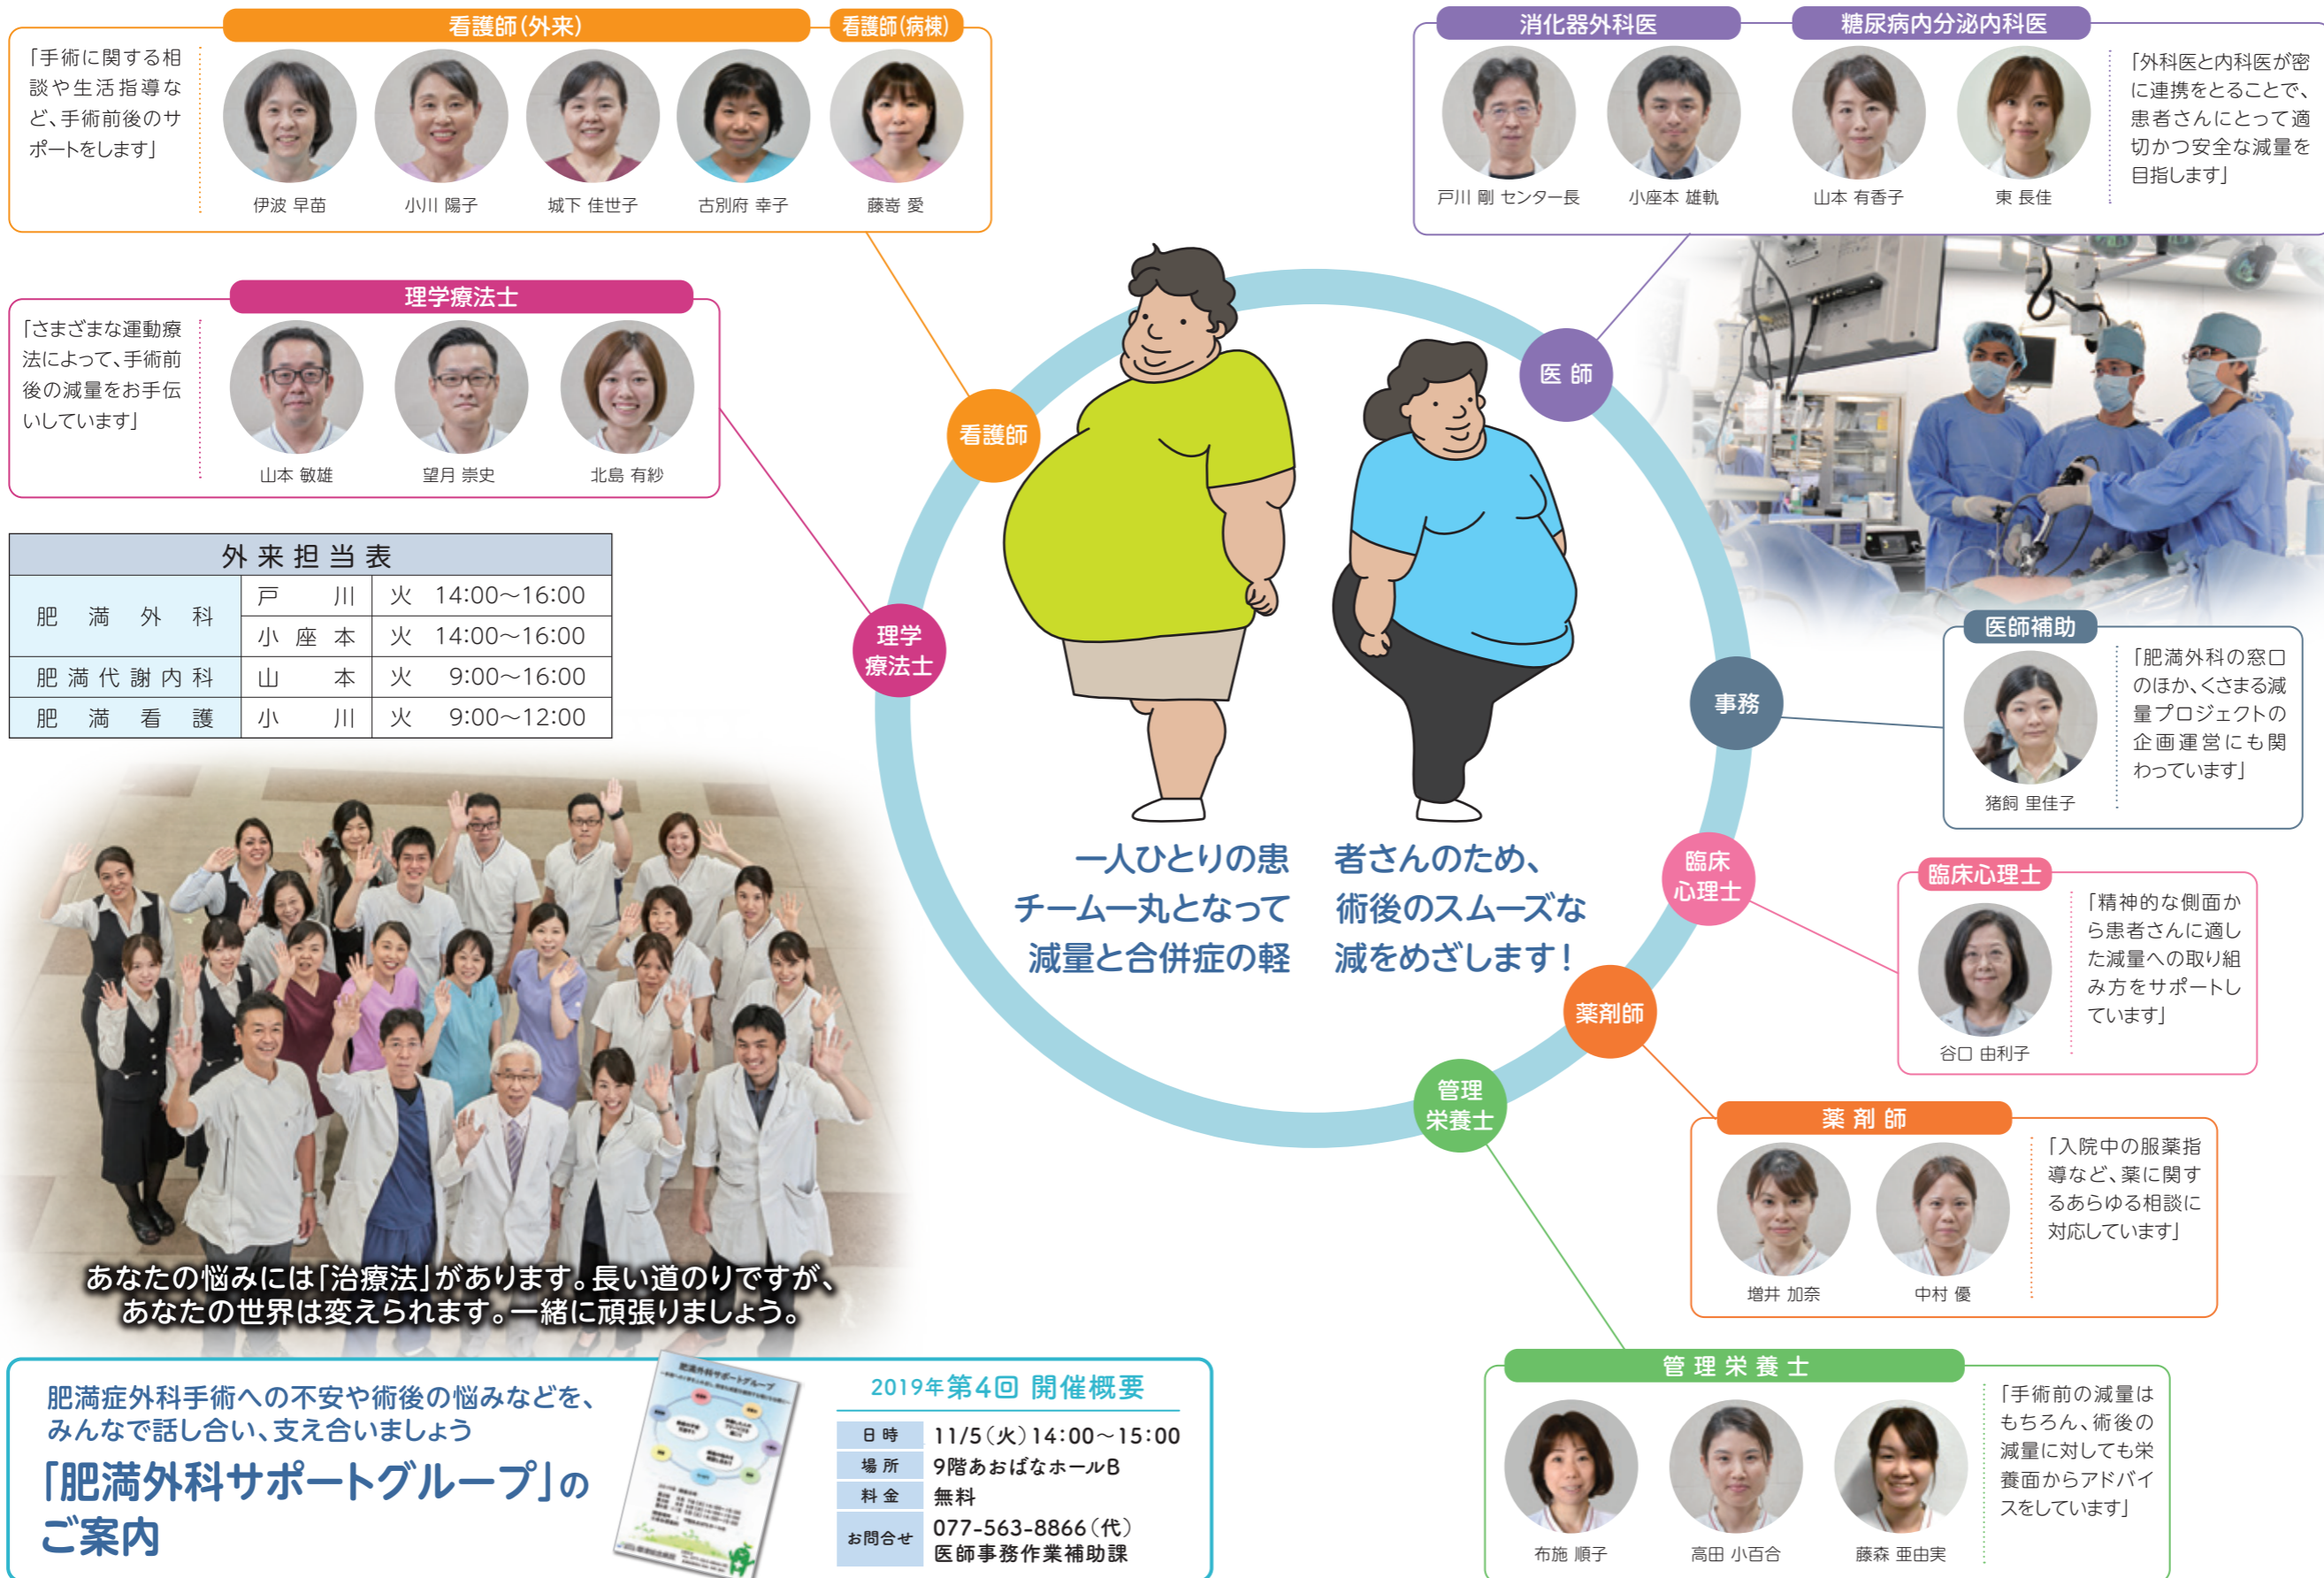 看護師(外来)
看護師(病棟)
「手術に関する相
談や生活指導な
ど、手術前後のサ
ポートをします」
伊波 早苗
小川 陽子
城下 佳世子
古別府 幸子
藤嵜 愛
消化器外科医
糖尿病内分泌内科医
戸川 剛 センター長
小座本 雄軌
山本 有香子
東 長佳
「外科医と内科医が密
に連携をとることで、
患者さんにとって適
切かつ安全な減量を
目指します」
理学療法士
「さまざまな運動療
法によって、手術前
後の減量をお手伝
いしています」
山本 敏雄
望月 崇史
北島 有紗
看護師
医師
理学
療法士
事務
臨床
心理士
薬剤師
管理
栄養士
外来担当表
肥満外科 戸川 火 14:00～16:00
小座本 火 14:00～16:00
肥満代謝内科 山本 火 9:00～16:00
肥満看護 小川 火 9:00～12:00
一人ひとりの患者さんのため、
チーム一丸となって術後のスムーズな
減量と合併症の軽減をめざします！
医師補助
猪飼 里佳子
「肥満外科の窓口
のほか、くさまる減
量プロジェクトの
企画運営にも関
わっています」
臨床心理士
谷口 由利子
「精神的な側面か
ら患者さんに適し
た減量への取り組
み方をサポートし
ています」
薬剤師
増井 加奈
中村 優
「入院中の服薬指
導など、薬に関す
るあらゆる相談に
対応しています」
管理栄養士
布施 順子
高田 小百合
藤森 亜由実
「手術前の減量は
もちろん、術後の
減量に対しても栄
養面からアドバイ
スをしています」
あなたの悩みには「治療法」があります。長い道のりですが、
あなたの世界は変えられます。一緒に頑張りましょう。
肥満症外科手術への不安や術後の悩みなどを、
みんなで話し合い、支え合いましょう
「肥満外科サポートグループ」の
ご案内
肥満外科サポートグループ
2019年第4回 開催概要
日時 11/5(火)14:00～15:00
場所 9階あおばなホールB
料金 無料
お問合せ 077-563-8866(代)
医師事務作業補助課